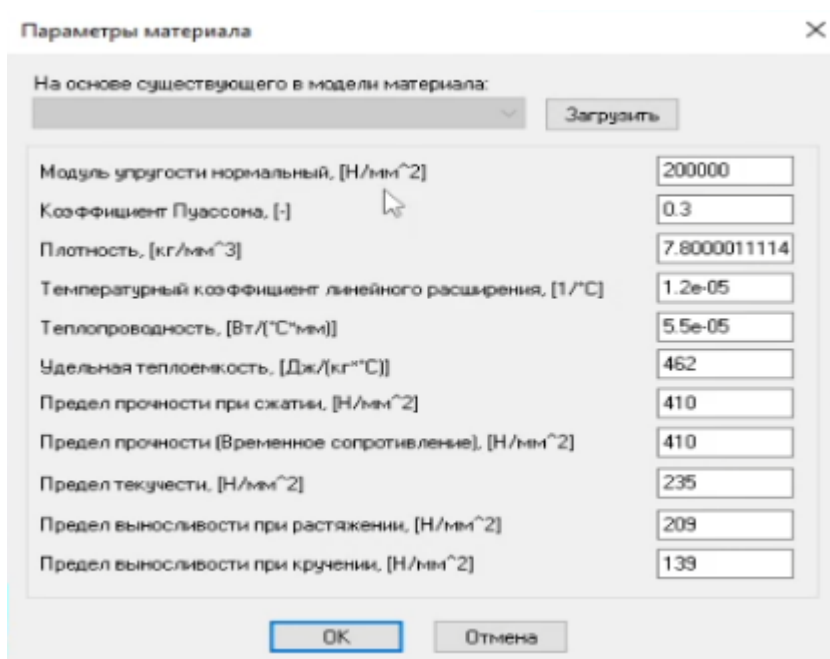 Параметры материала
На основе существующего в модели материала:
Загрузить
Модуль упругости нормальный, [Н/мм^2] 200000
Коэффициент Пуассона, [-] 0.3
Плотность, [кг/мм^3] 7.8000011114
Температурный коэффициент линейного расширения, [1/°C] 1.2e-05
Теплопроводность, [Вт/(°C*мм)] 5.5e-05
Удельная теплоемкость, [Дж/(кг*°C)] 462
Предел прочности при сжатии, [Н/мм^2] 410
Предел прочности (Временное сопротивление), [Н/мм^2] 410
Предел текучести, [Н/мм^2] 235
Предел выносливости при растяжении, [Н/мм^2] 209
Предел выносливости при кручении, [Н/мм^2] 139
OK Отмена